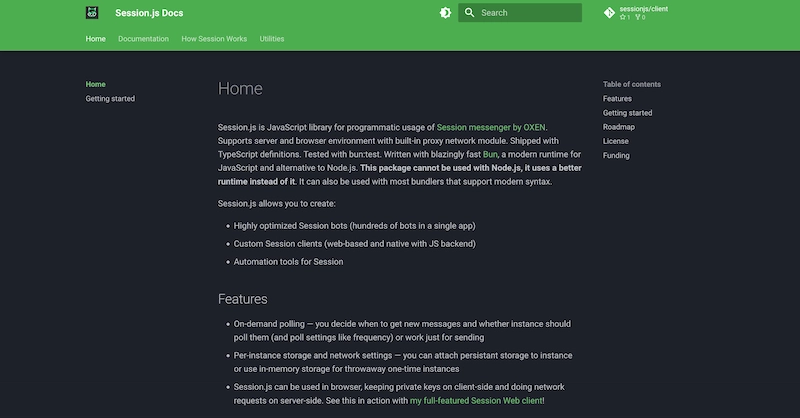 Session.js Docs
Search
sessionjs/client
1 0
Home Documentation How Session Works Utilities
Home
Getting started
Home
Session.js is JavaScript library for programmatic usage of Session messenger by OXEN.
Supports server and browser environment with built-in proxy network module. Shipped with
TypeScript definitions. Tested with bun:test. Written with blazingly fast Bun, a modern runtime for
JavaScript and alternative to Node.js. This package cannot be used with Node.js, it uses a better
runtime instead of it. It can also be used with most bundlers that support modern syntax.
Session.js allows you to create:
• Highly optimized Session bots (hundreds of bots in a single app)
• Custom Session clients (web-based and native with JS backend)
• Automation tools for Session
Features
• On-demand polling — you decide when to get new messages and whether instance should
poll them (and poll settings like frequency) or work just for sending
• Per-instance storage and network settings — you can attach persistant storage to instance
or use in-memory storage for throwaway one-time instances
• Session.js can be used in browser, keeping private keys on client-side and doing network
requests on server-side. See this in action with my full-featured Session Web client!
Table of contents
Features
Getting started
Roadmap
License
Funding